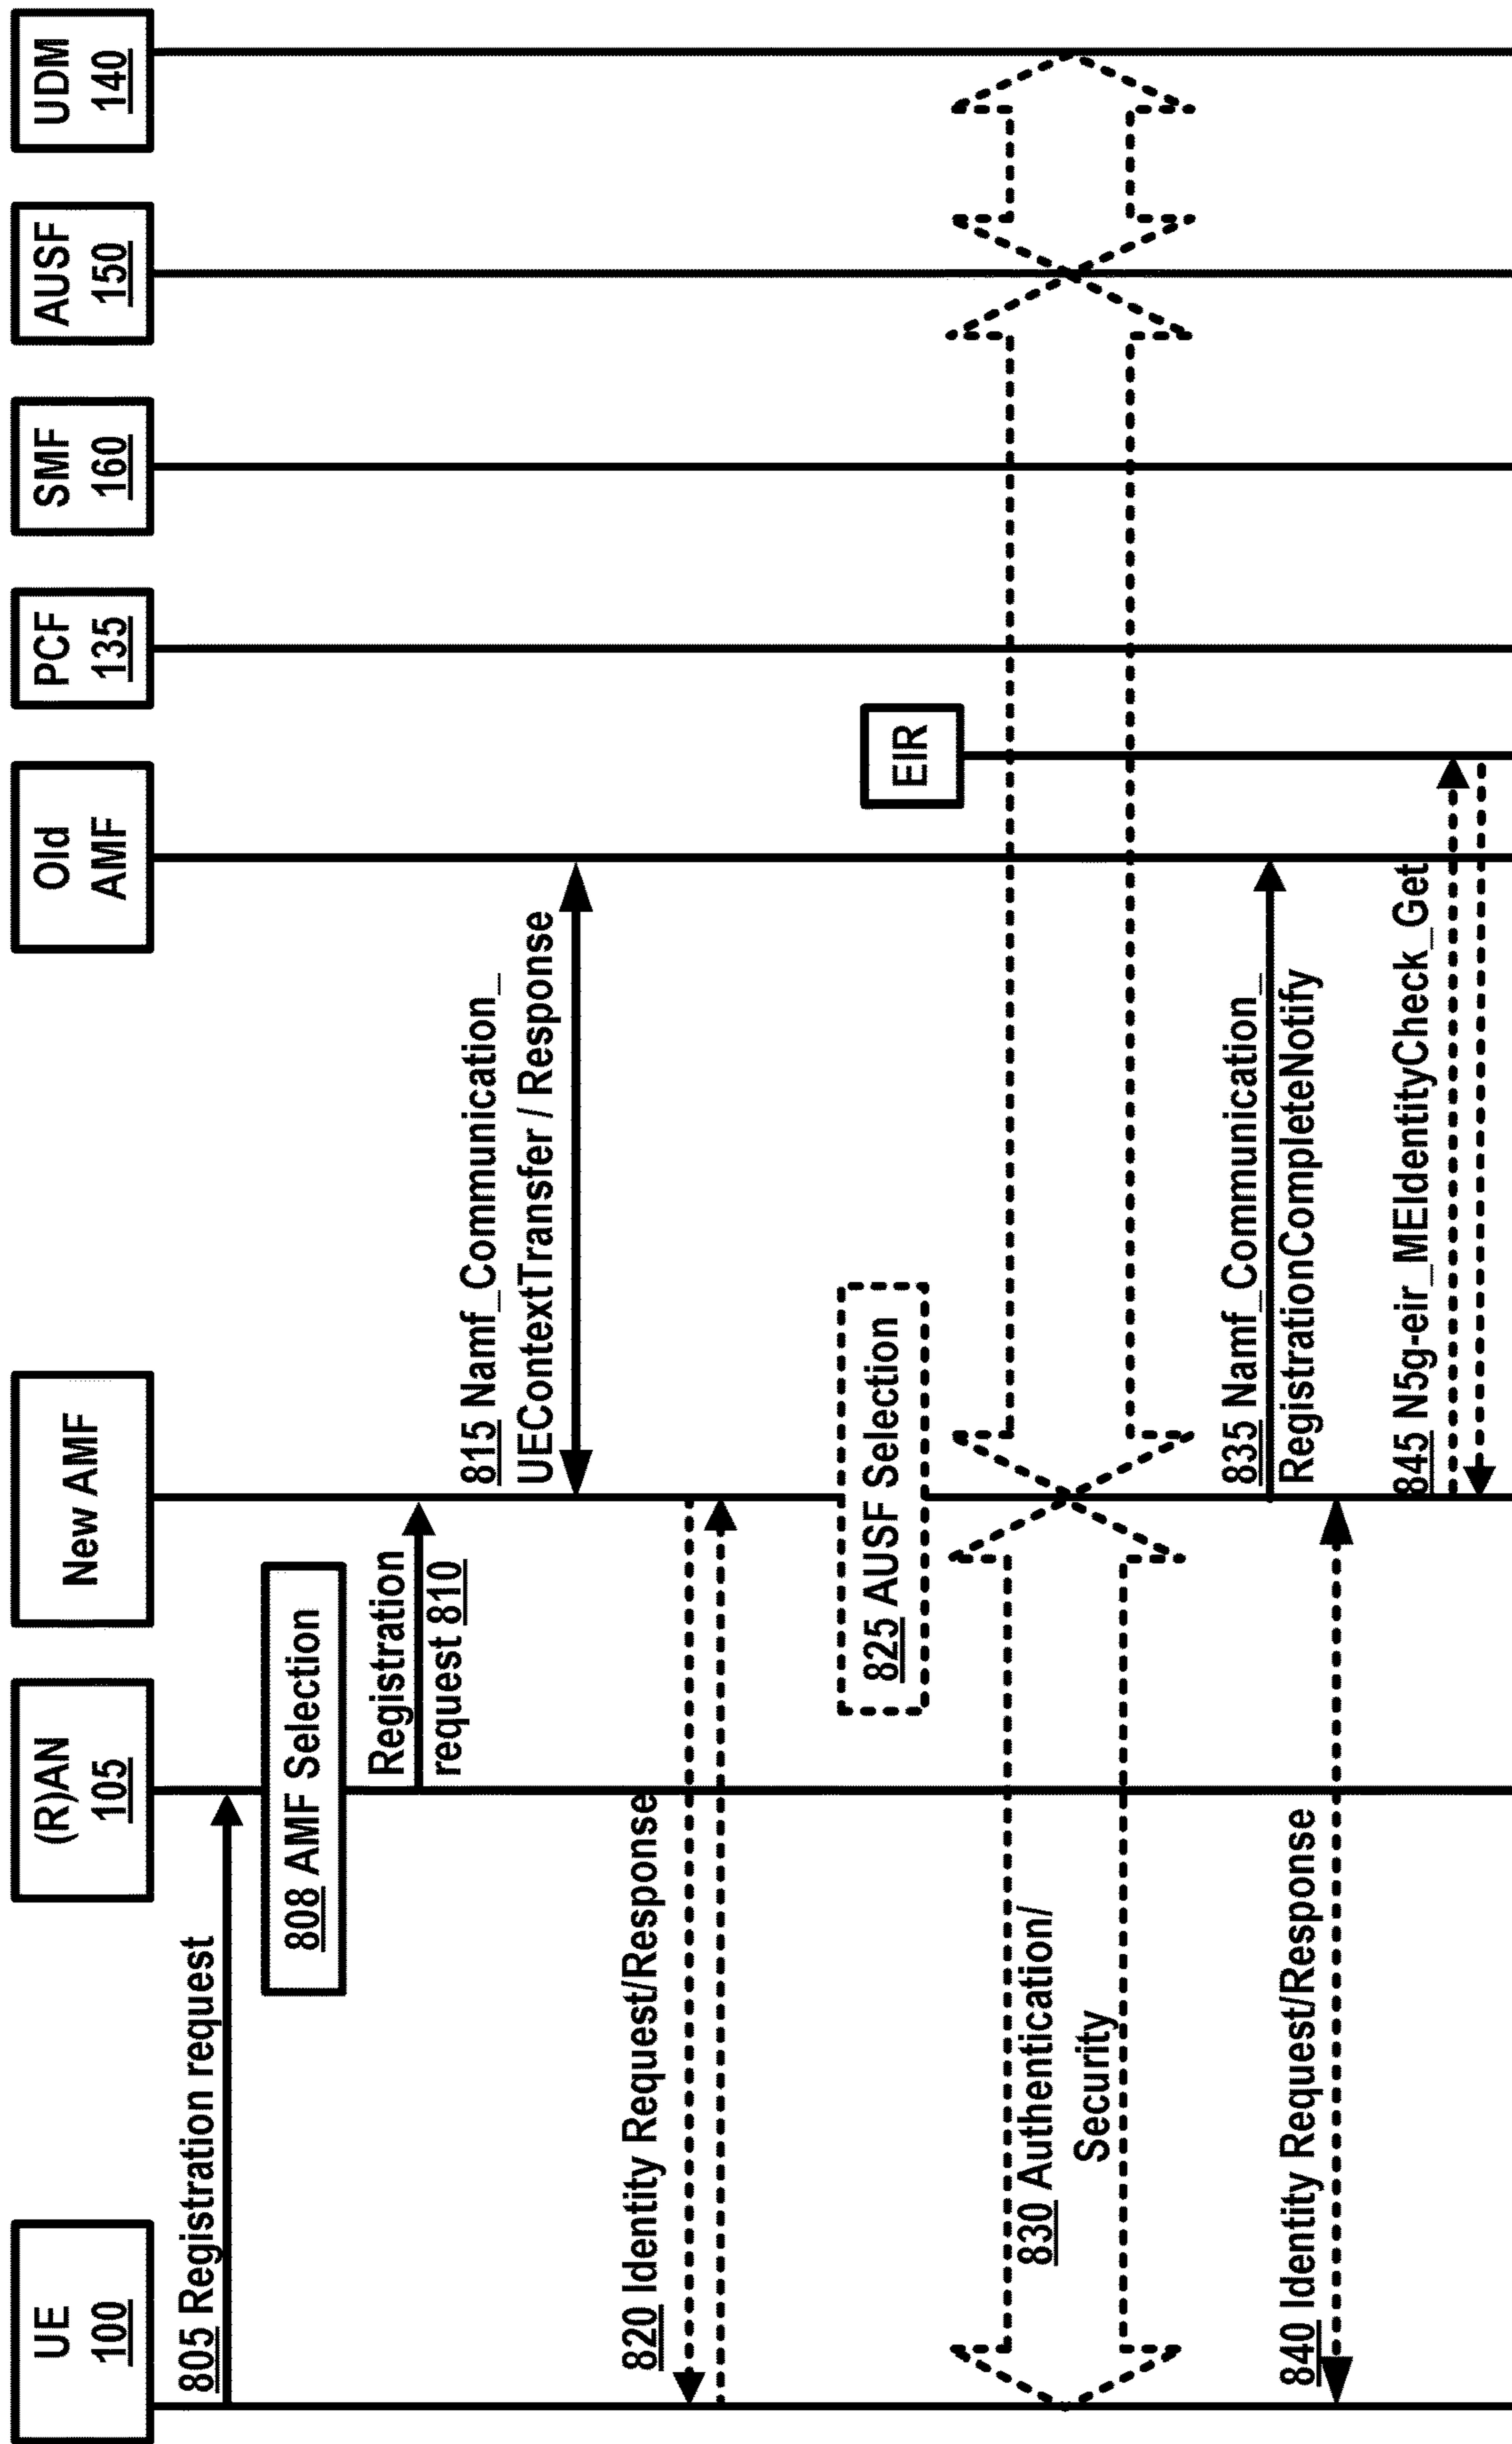 UE
100
(R)AN
105
New AMF
Old
AMF
PCF
135
SMF
160
AUSF
150
UDM
140
805 Registration request
808 AMF Selection
Registration
request 810
815 Namf_Communication_
UEContextTransfer / Response
820 Identity Request/Response
825 AUSF Selection
EIR
830 Authentication/
Security
835 Namf_Communication_
RegistrationCompleteNotify
840 Identity Request/Response
845 N5g-eir_MEIdentityCheck_Get